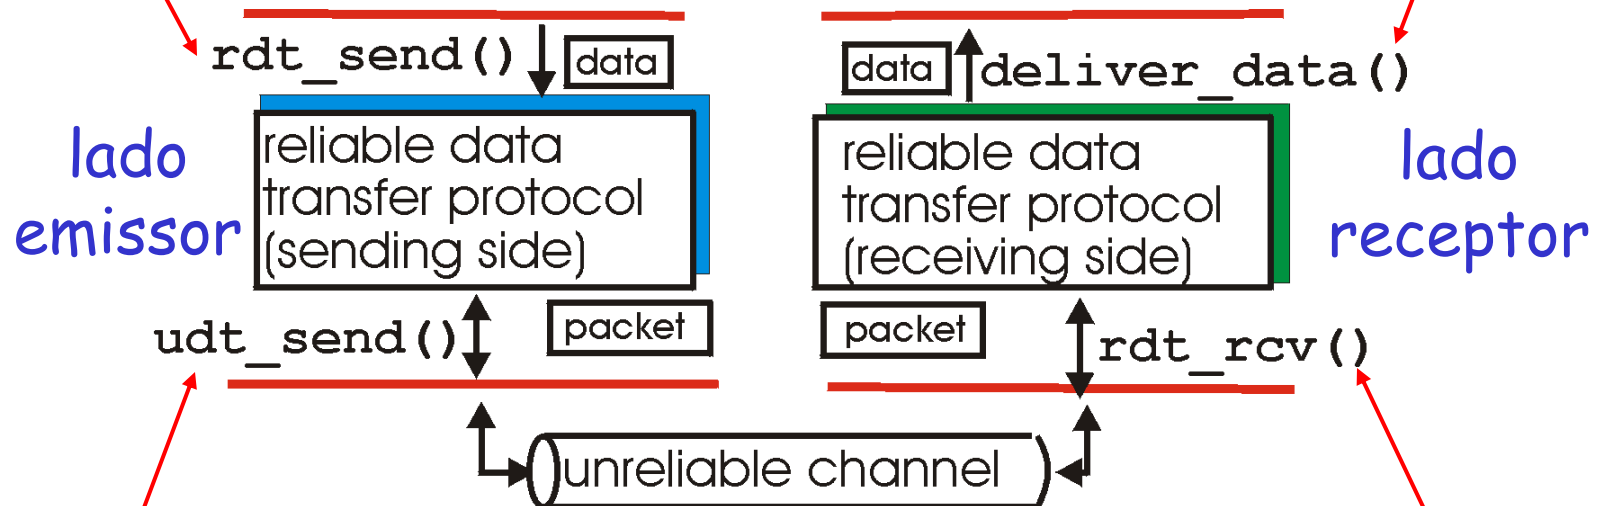 rdt_send()
data
data
deliver_data()
lado
emissor
reliable data
transfer protocol
(sending side)
reliable data
transfer protocol
(receiving side)
lado
receptor
udt_send()
packet
packet
rdt_rcv()
unreliable channel